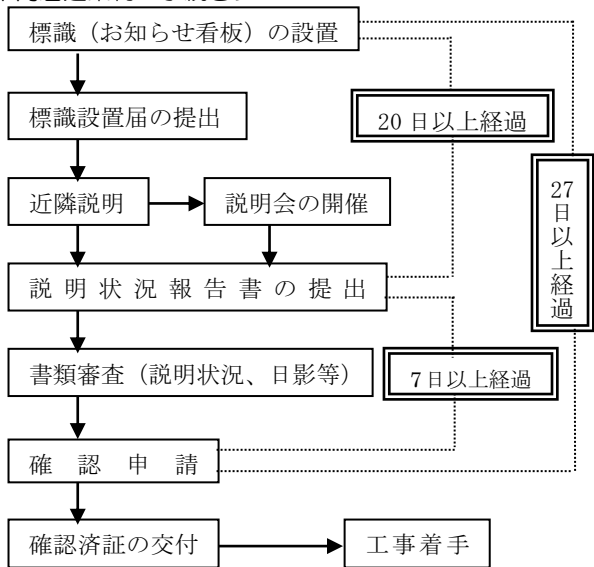 標識（お知らせ看板）の設置
標識設置届の提出
20日以上経過
近隣説明
説明会の開催
27日以上経過
説明状況報告書の提出
書類審査（説明状況、日影等）
7日以上経過
確認申請
確認済証の交付
工事着手